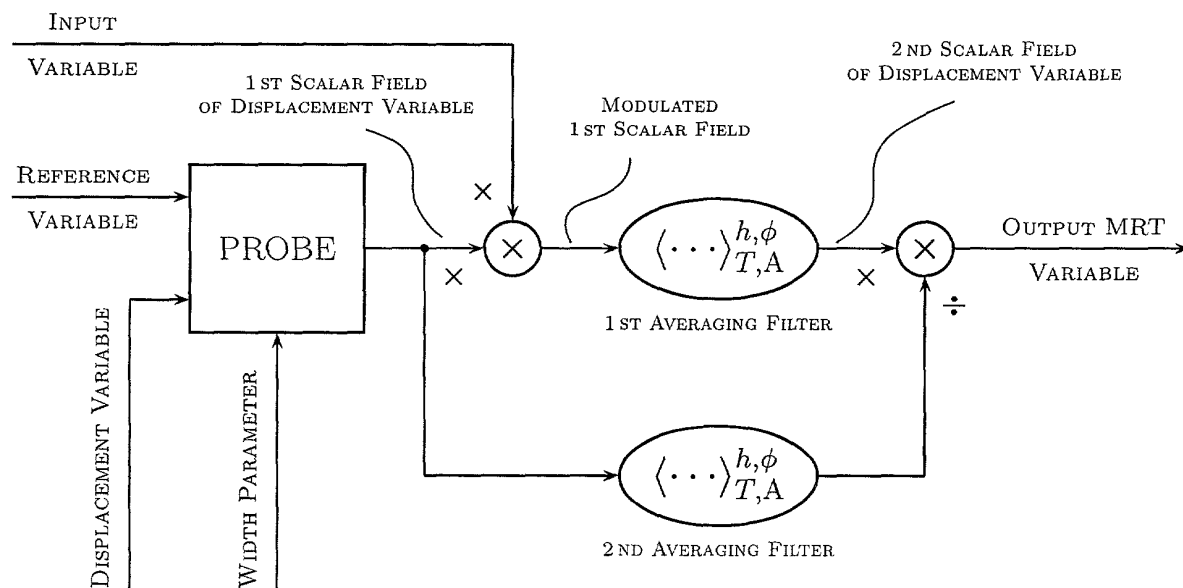 INPUT
VARIABLE
1ST SCALAR FIELD
OF DISPLACEMENT VARIABLE
MODULATED
1ST SCALAR FIELD
2ND SCALAR FIELD
OF DISPLACEMENT VARIABLE
REFERENCE
VARIABLE
PROBE
×
×
×
⟨···⟩ h,ϕ T,A
1ST AVERAGING FILTER
×
×
÷
OUTPUT MRT
VARIABLE
DISPLACEMENT VARIABLE
WIDTH PARAMETER
⟨···⟩ h,ϕ T,A
2ND AVERAGING FILTER